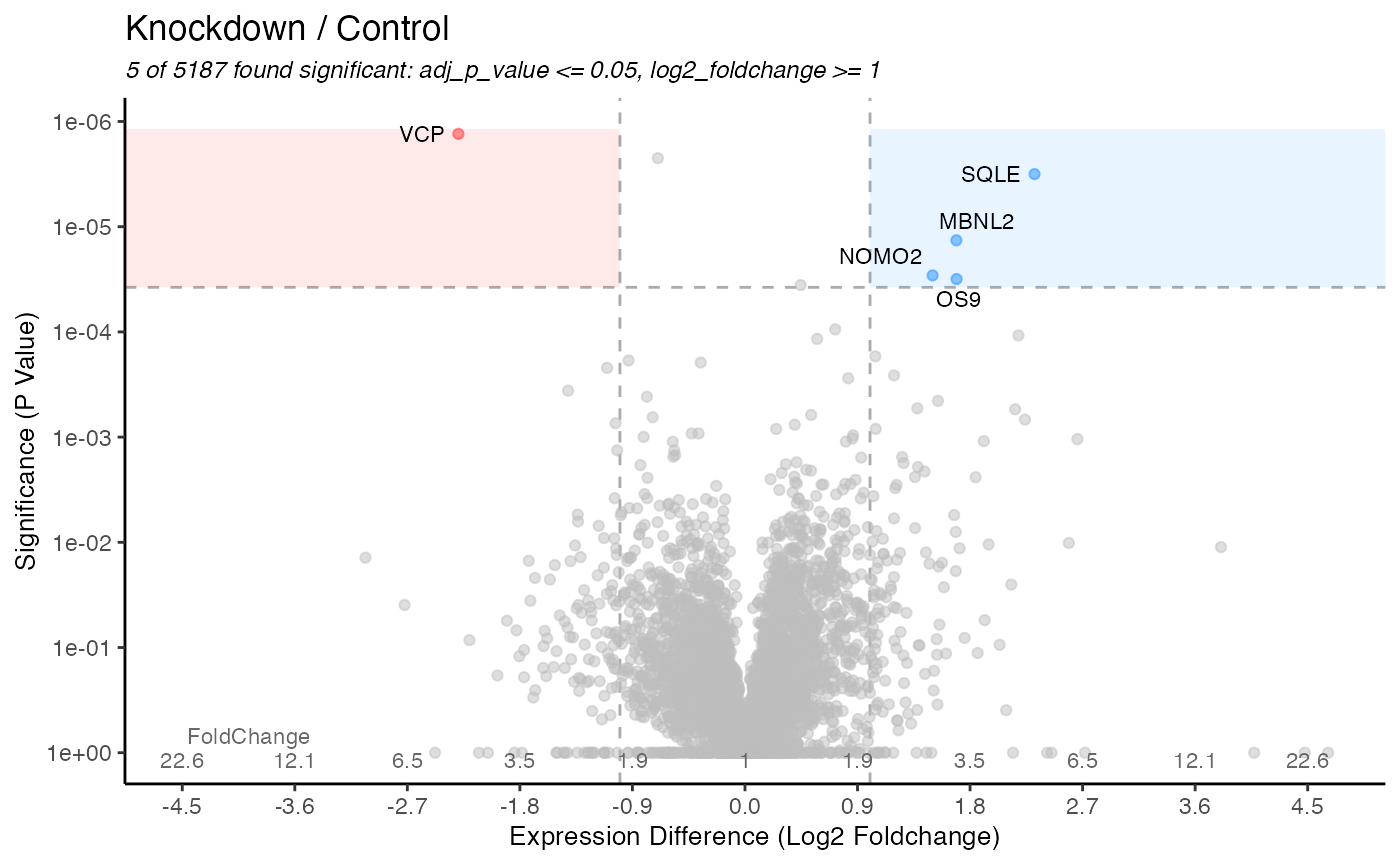 Knockdown / Control
5 of 5187 found significant: adj_p_value <= 0.05, log2_foldchange >= 1
Significance (P Value)
1e-06
1e-05
1e-04
1e-03
1e-02
1e-01
1e+00
VCP
SQLE
MBNL2
NOMO2
OS9
FoldChange
22.6 12.1 6.5 3.5 1.9 1 1.9 3.5 6.5 12.1 22.6
-4.5 -3.6 -2.7 -1.8 -0.9 0.0 0.9 1.8 2.7 3.6 4.5
Expression Difference (Log2 Foldchange)